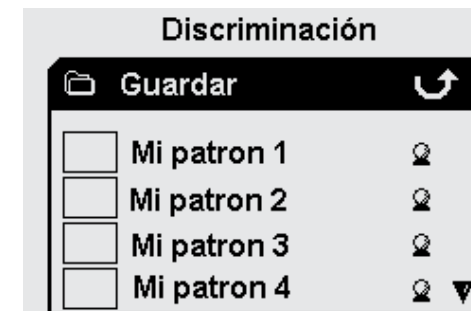 Discriminación
Guardar
Mi patron 1
Mi patron 2
Mi patron 3
Mi patron 4